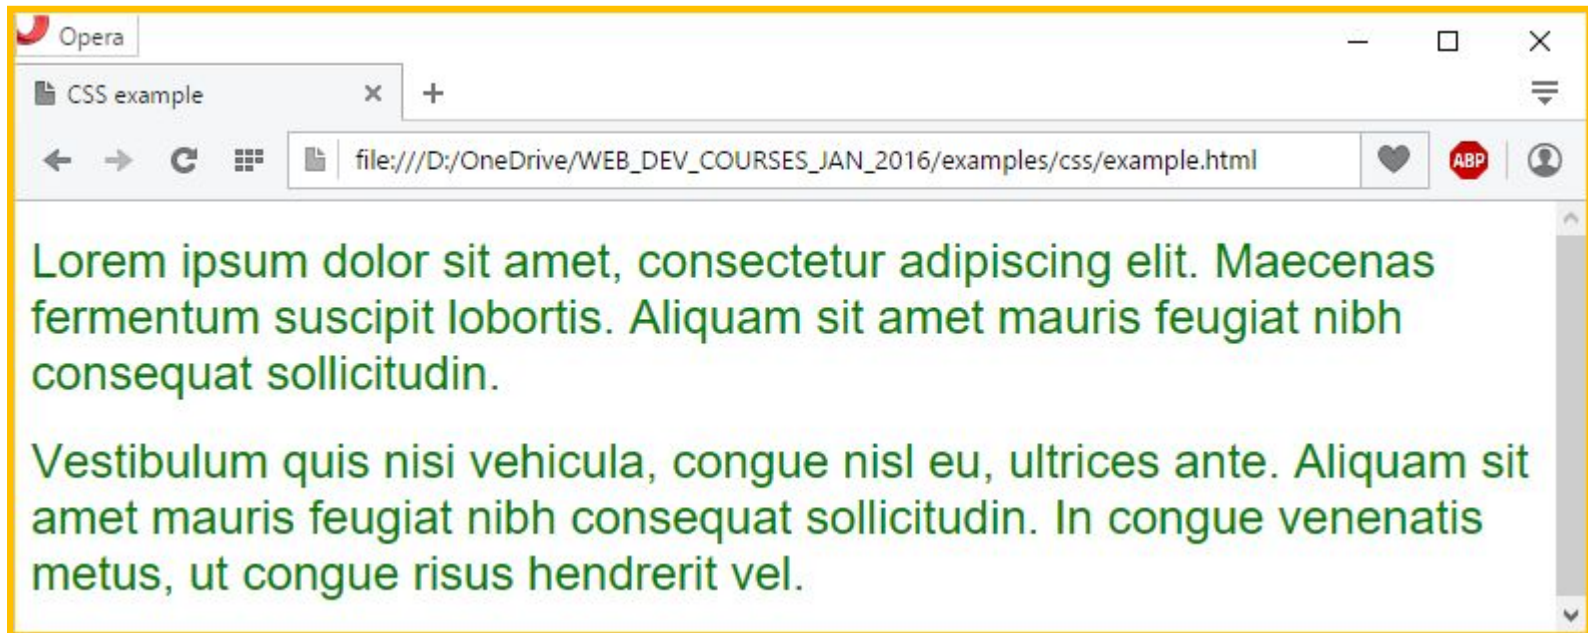 Opera
CSS example
file:///D:/OneDrive/WEB_DEV_COURSES_JAN_2016/examples/css/example.html
ABP
Lorem ipsum dolor sit amet, consectetur adipiscing elit. Maecenas
fermentum suscipit lobortis. Aliquam sit amet mauris feugiat nibh
consequat sollicitudin.
Vestibulum quis nisi vehicula, congue nisl eu, ultrices ante. Aliquam sit
amet mauris feugiat nibh consequat sollicitudin. In congue venenatis
metus, ut congue risus hendrerit vel.